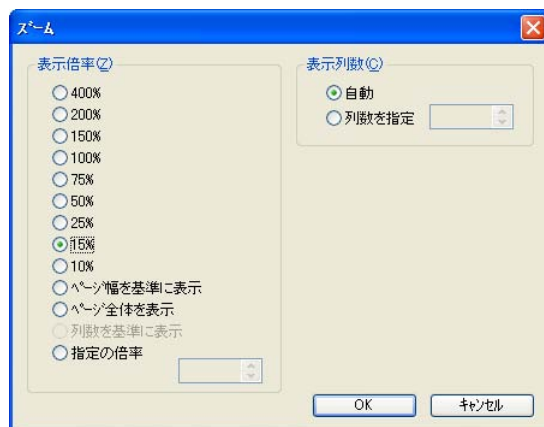 ズーム
表示倍率(Z)
400%
200%
150%
100%
75%
50%
25%
15%
10%
ページ幅を基準に表示
ページ全体を表示
列数を基準に表示
指定の倍率
表示列数(C)
自動
列数を指定
OK
キャンセル